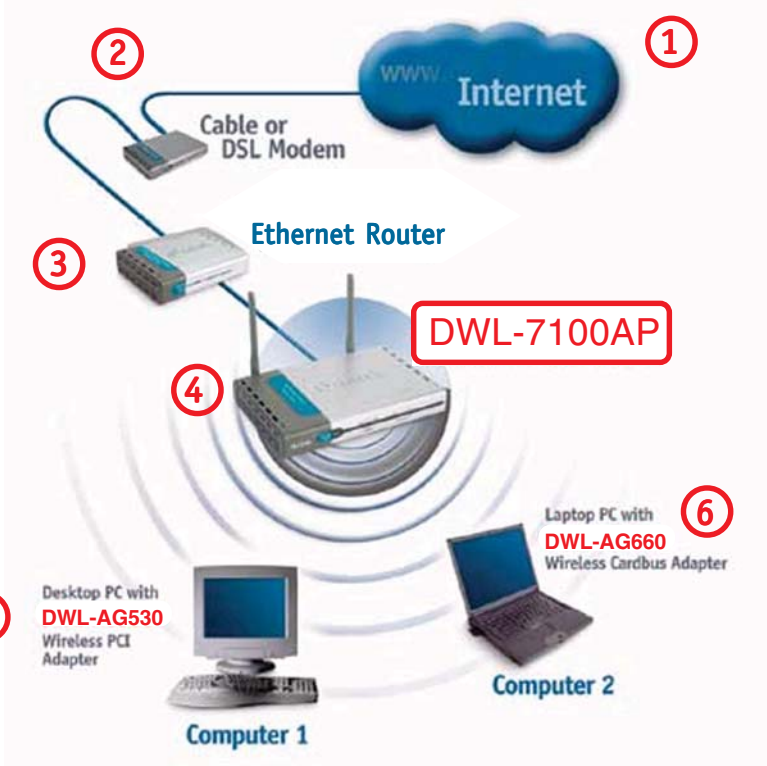 1
2
www.
Internet
Cable or
DSL Modem
Ethernet Router
3
DWL-7100AP
4
6
Laptop PC with
DWL-AG660
Wireless Cardbus Adapter
Desktop PC with
DWL-AG530
Wireless PCI
Adapter
Computer 2
Computer 1